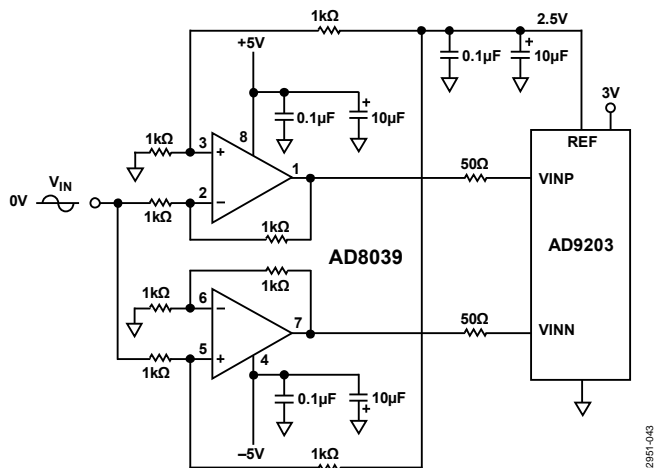 1kΩ
2.5V
+5V
0.1µF
+
10µF
3V
0.1µF
+
10µF
8
REF
1kΩ
3
+
1
50Ω
VINP
VIN
0V
2
–
1kΩ
1kΩ
AD8039
AD9203
1kΩ
1kΩ
6
–
7
50Ω
VINN
5
+
1kΩ
4
0.1µF
10µF
+
–5V
1kΩ
2951-043